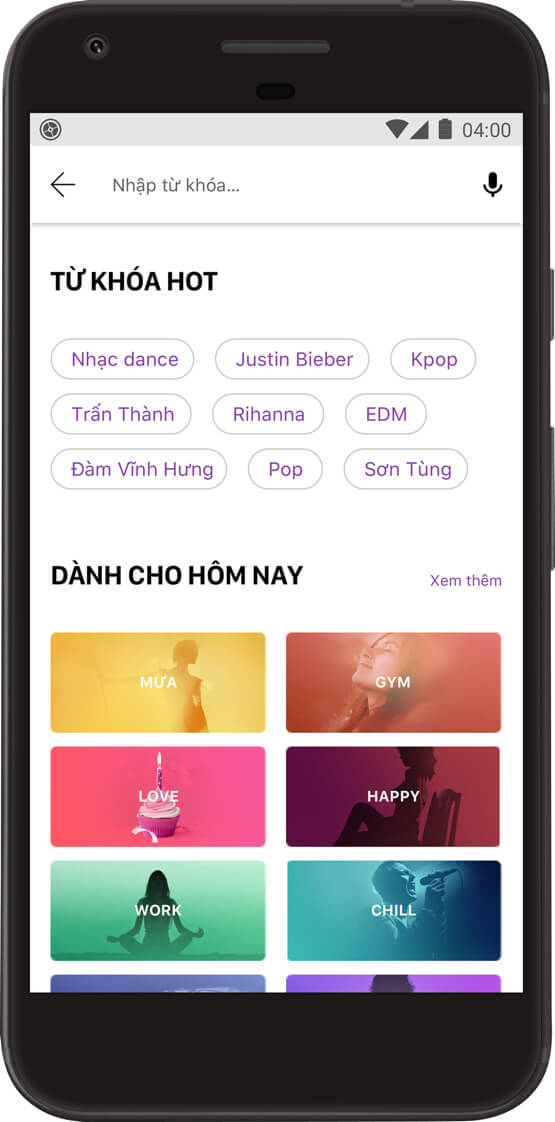 04:00
Nhập từ khóa...
TỪ KHÓA HOT
Nhạc dance Justin Bieber Kpop
Trấn Thành Rihanna EDM
Đàm Vĩnh Hưng Pop Sơn Tùng
DÀNH CHO HÔM NAY Xem thêm
MƯA GYM
LOVE HAPPY
WORK CHILL